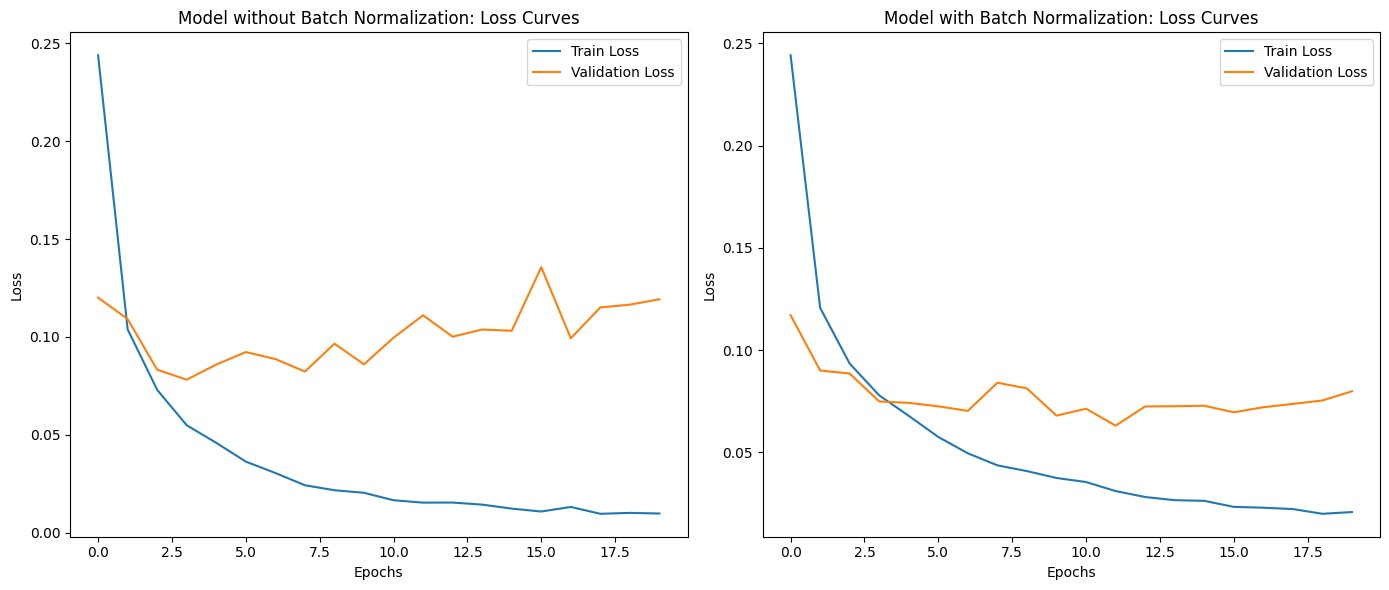 Model without Batch Normalization: Loss Curves
Train Loss
Validation Loss
0.25
0.20
0.15
0.10
0.05
0.00
Loss
0.0 2.5 5.0 7.5 10.0 12.5 15.0 17.5
Epochs
Model with Batch Normalization: Loss Curves
Train Loss
Validation Loss
0.25
0.20
0.15
0.10
0.05
Loss
0.0 2.5 5.0 7.5 10.0 12.5 15.0 17.5
Epochs